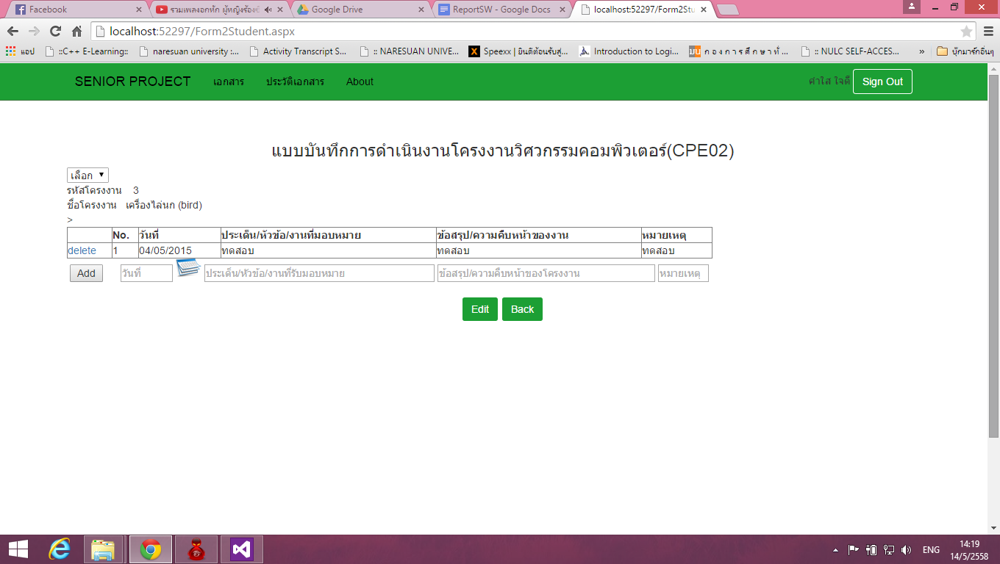 Facebook
รวมเพลงอกหัก ผู้หญิงร้อง
Google Drive
ReportSW - Google Docs
localhost:52297/Form2Stu
localhost:52297/Form2Student.aspx
แอป
::C++ E-Learning::
naresuan university :...
Activity Transcript S...
:: NARESUAN UNIVE...
Speexx | ยินดีต้อนรับสู่...
Introduction to Logi...
ก อ ง ก า ร ศึ ก ษ า ทั่ ...
:: NULC SELF-ACCES...
»
บุ๊กมาร์กอื่นๆ
SENIOR PROJECT
เอกสาร
ประวัติเอกสาร
About
ศำใส ใจดี
Sign Out
แบบบันทึกการดำเนินงานโครงงานวิศวกรรมคอมพิวเตอร์(CPE02)
เลือก
รหัสโครงงาน 3
ชื่อโครงงาน เครื่องไล่นก (bird)
>
No. วันที่ ประเด็น/หัวข้อ/งานที่มอบหมาย ข้อสรุป/ความคืบหน้าของงาน หมายเหตุ
delete 1 04/05/2015 ทดสอบ ทดสอบ ทดสอบ
Add วันที่ ประเด็น/หัวข้อ/งานที่รับมอบหมาย ข้อสรุป/ความคืบหน้าของโครงงาน หมายเหตุ
Edit Back
ENG
14:19
14/5/2558